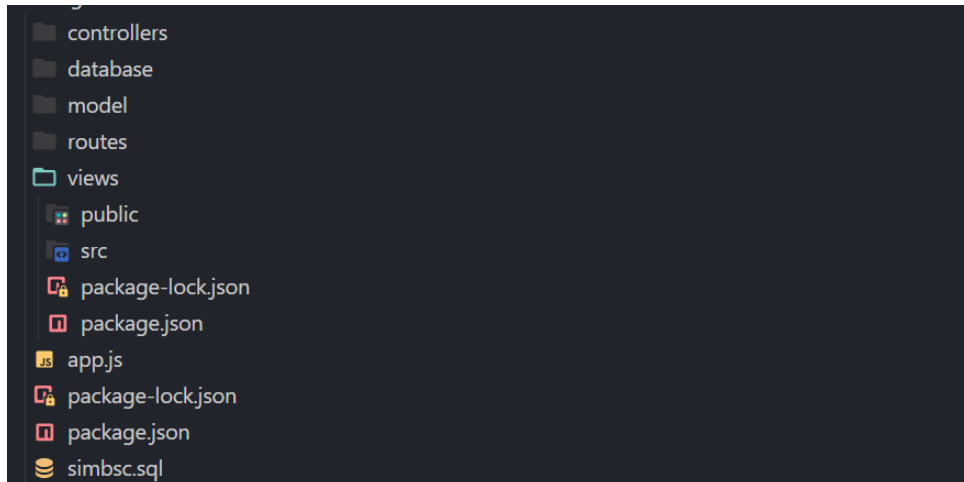 controllers
database
model
routes
views
public
src
package-lock.json
package.json
JS app.js
package-lock.json
package.json
simbsc.sql